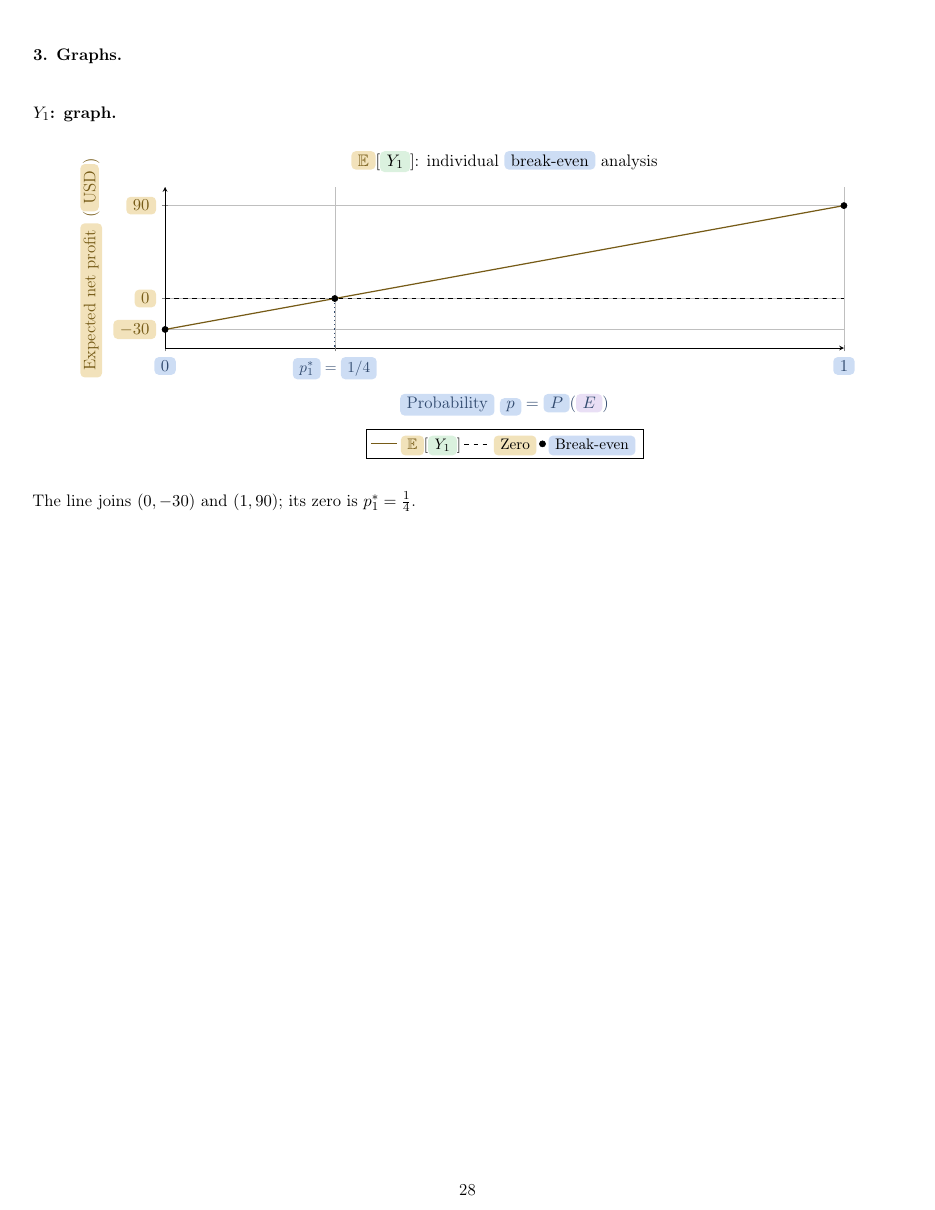 3. Graphs.
Y₁: graph.
𝔼[Y₁]: individual break-even analysis
Expected net profit (USD)
90
0
−30
0
p₁* = 1/4
1
Probability p = P(E)
𝔼[Y₁] Zero Break-even
The line joins (0, −30) and (1, 90); its zero is p₁* = 1/4.
28